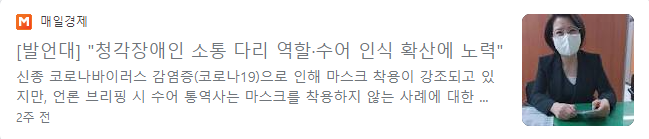 매일경제
[발언대] "청각장애인 소통 다리 역할·수어 인식 확산에 노력"
신종 코로나바이러스 감염증(코로나19)으로 인해 마스크 착용이 강조되고 있
지만, 언론 브리핑 시 수어 통역사는 마스크를 착용하지 않는 사례에 대한 ...
2주 전